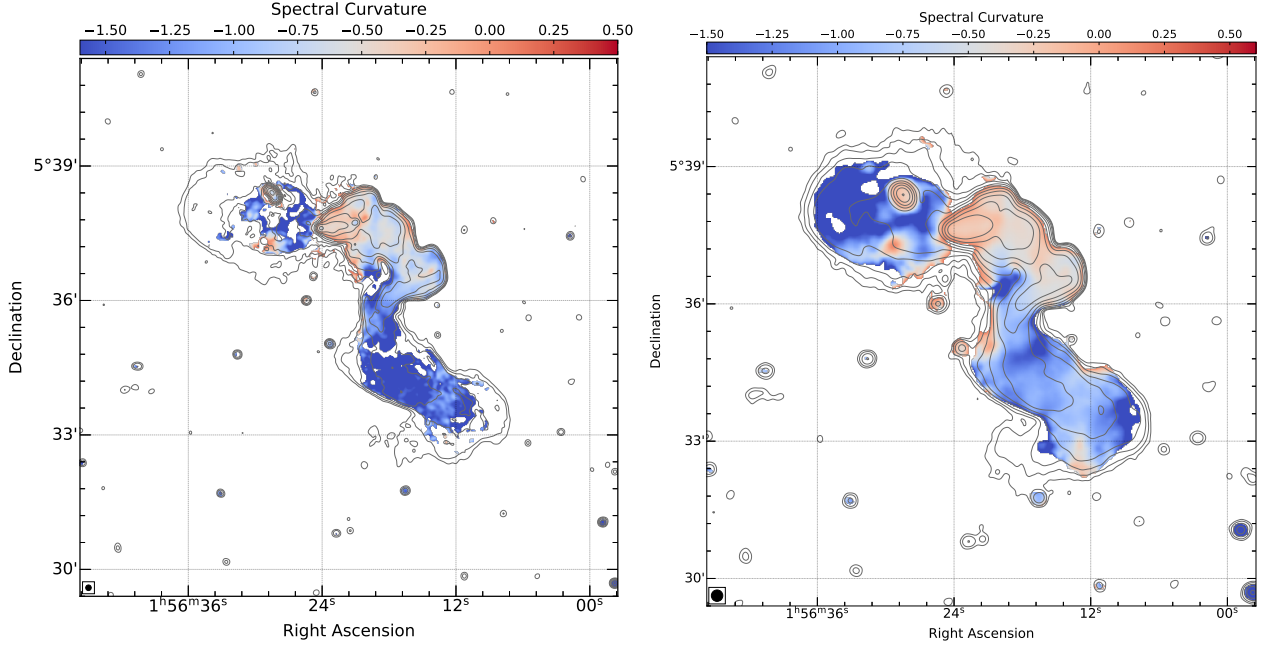 Spectral Curvature
−1.50 −1.25 −1.00 −0.75 −0.50 −0.25 0.00 0.25 0.50
5°39'
36'
33'
30'
1ʰ56ᵐ36ˢ 24ˢ 12ˢ 00ˢ
Right Ascension
Declination
Spectral Curvature
−1.50 −1.25 −1.00 −0.75 −0.50 −0.25 0.00 0.25 0.50
5°39'
36'
33'
30'
1ʰ56ᵐ36ˢ 24ˢ 12ˢ 00ˢ
Right Ascension
Declination